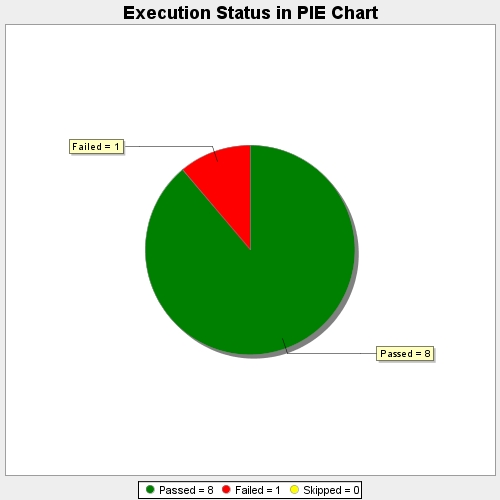 Execution Status in PIE Chart
Failed = 1
Passed = 8
Passed = 8 Failed = 1 Skipped = 0